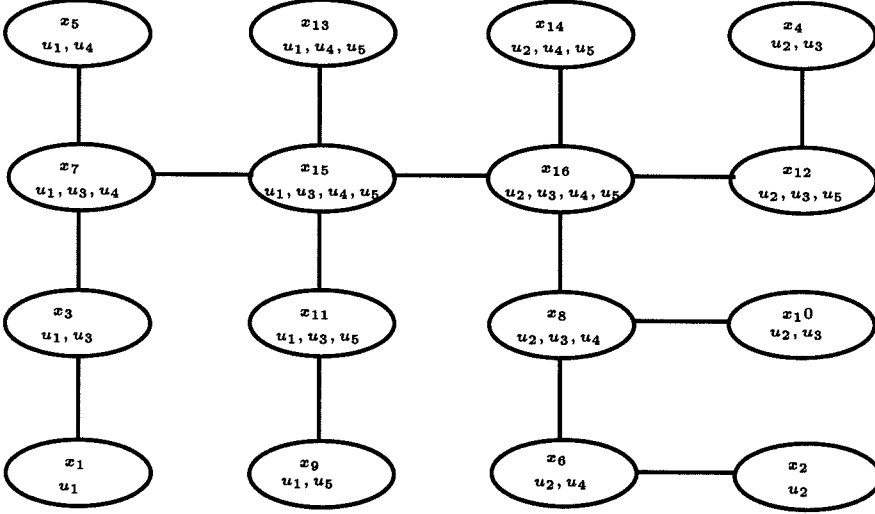 x₅
u₁, u₄
x₁₃
u₁, u₄, u₅
x₁₄
u₂, u₄, u₅
x₄
u₂, u₃
x₇
u₁, u₃, u₄
x₁₅
u₁, u₃, u₄, u₅
x₁₆
u₂, u₃, u₄, u₅
x₁₂
u₂, u₃, u₅
x₃
u₁, u₃
x₁₁
u₁, u₃, u₅
x₈
u₂, u₃, u₄
x₁0
u₂, u₃
x₁
u₁
x₉
u₁, u₅
x₆
u₂, u₄
x₂
u₂